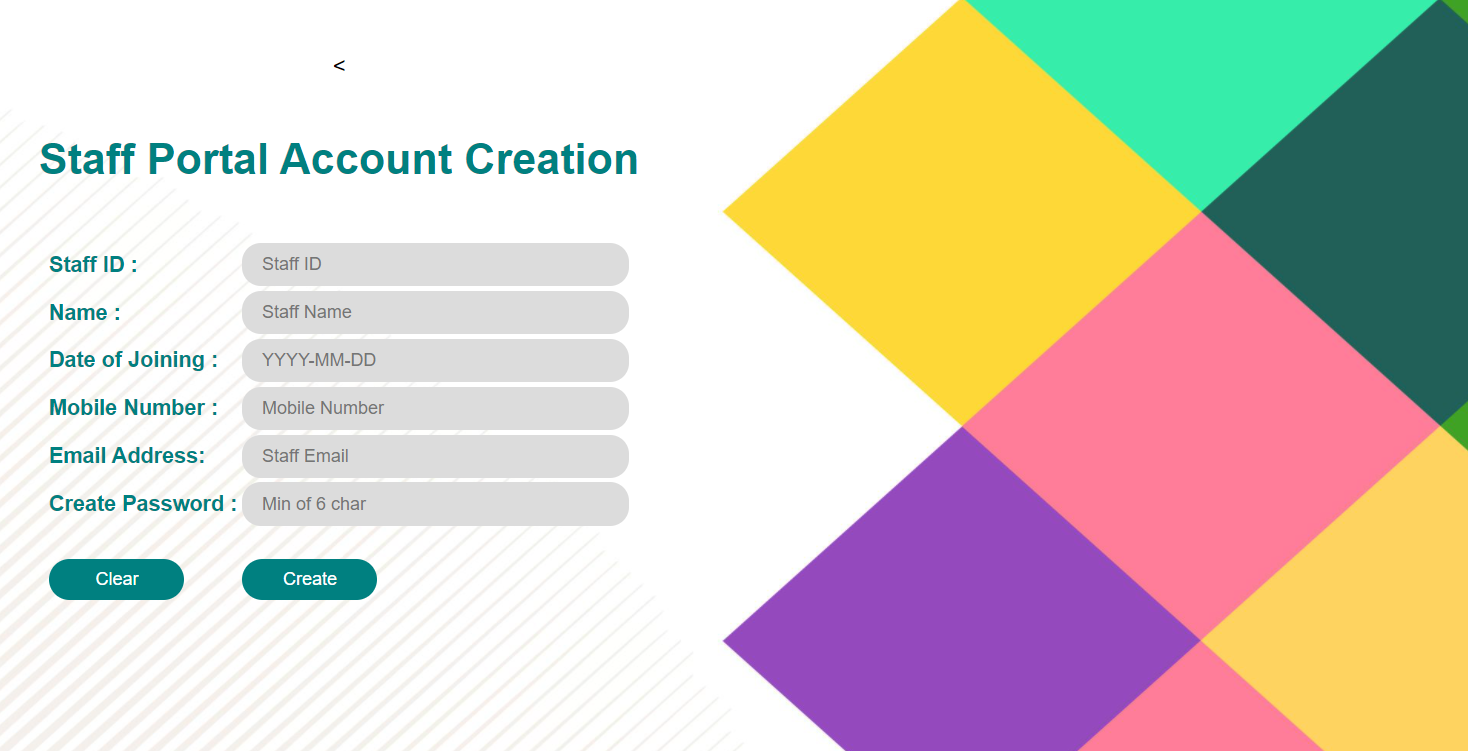 <
Staff Portal Account Creation
Staff ID : Staff ID
Name : Staff Name
Date of Joining : YYYY-MM-DD
Mobile Number : Mobile Number
Email Address: Staff Email
Create Password : Min of 6 char
Clear Create